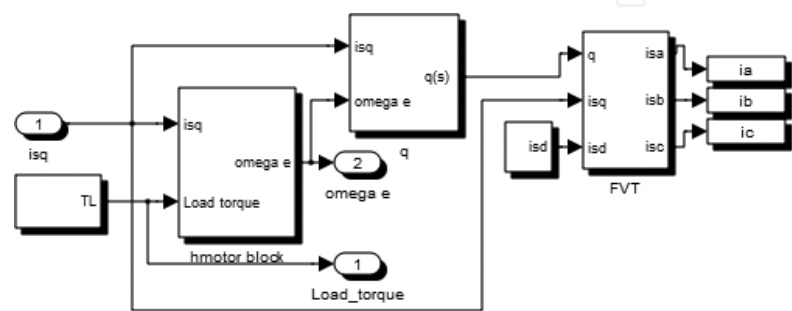 1
isq
TL
isq
Load torque
omega e
hmotor block
isq
omega e
q(s)
q
2
omega e
1
Load_torque
isd
q
isq
isd
isa
isb
isc
FVT
ia
ib
ic